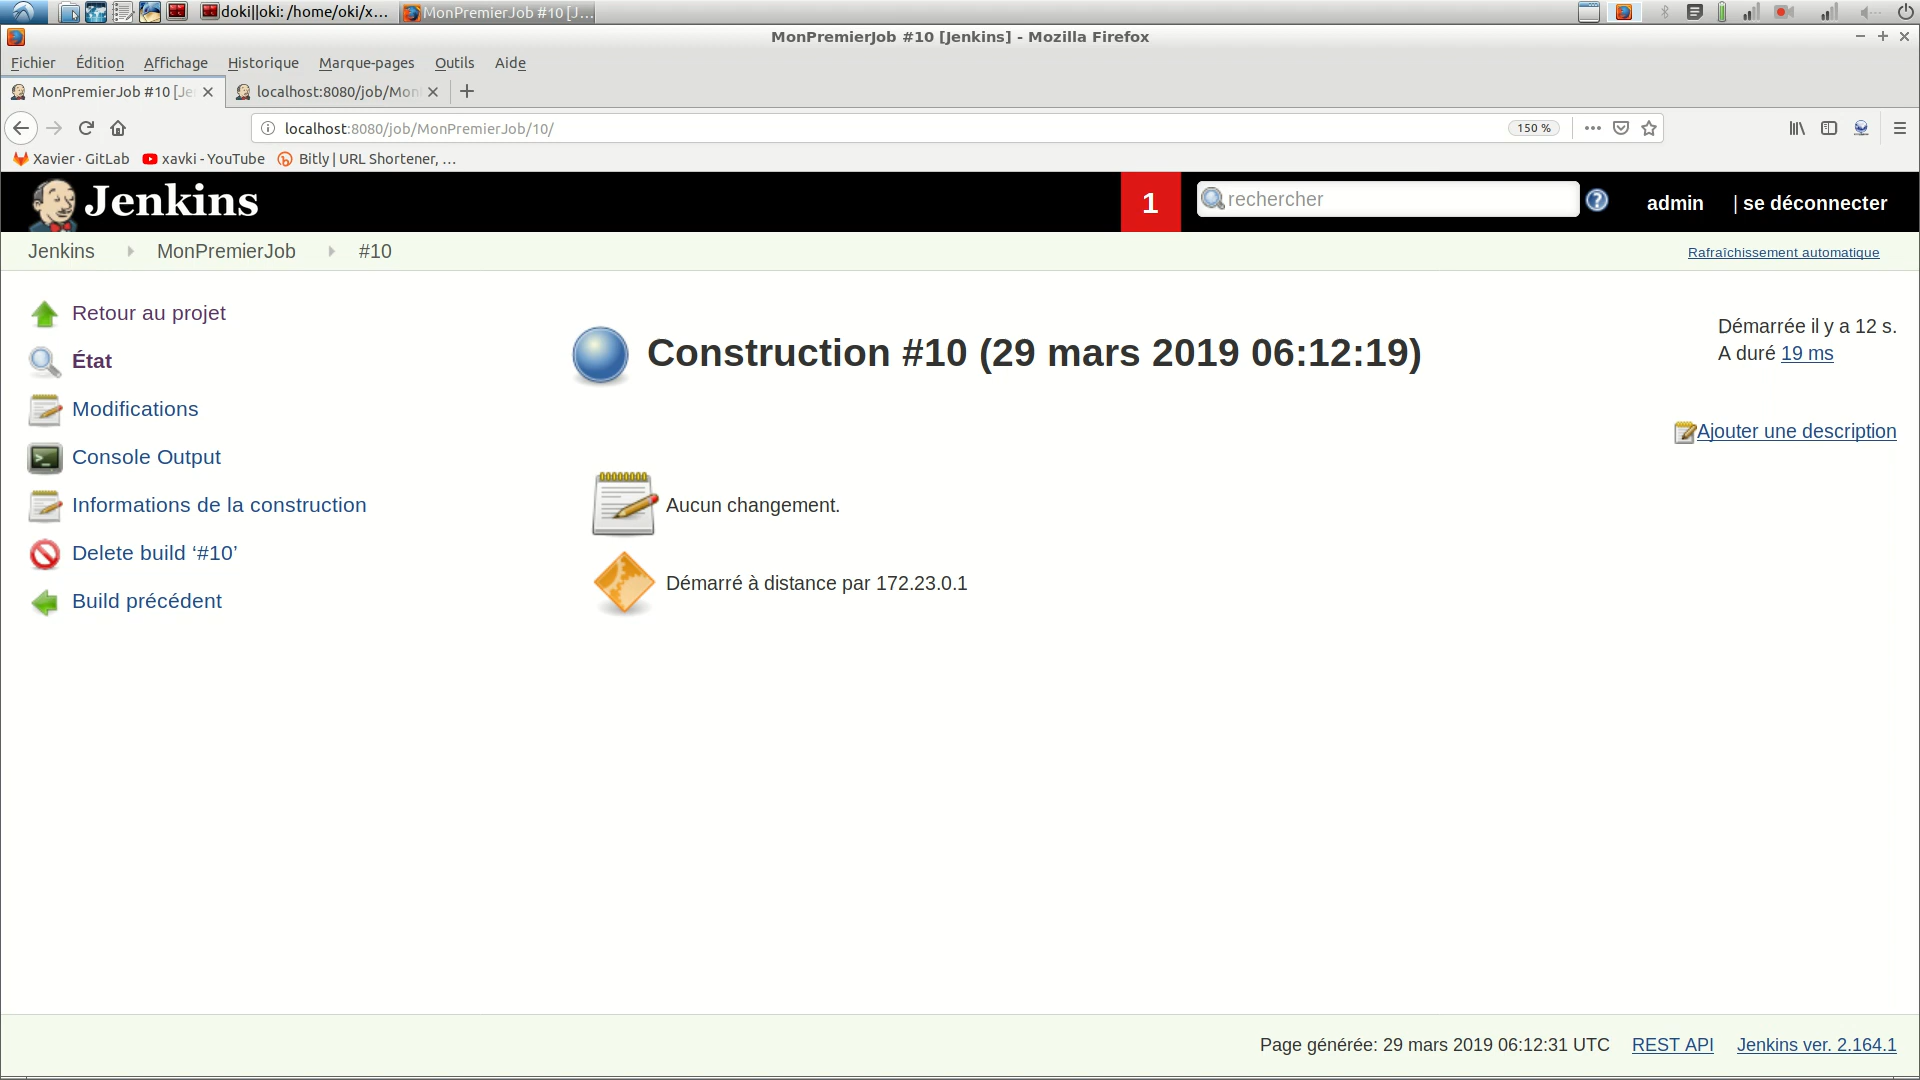 doki||oki: /home/oki/x...
MonPremierJob #10 [J...
MonPremierJob #10 [Jenkins] - Mozilla Firefox
Fichier Édition Affichage Historique Marque-pages Outils Aide
MonPremierJob #10 [Je
localhost:8080/job/Mon
localhost:8080/job/MonPremierJob/10/
150 %
Xavier · GitLab
xavki - YouTube
Bitly | URL Shortener, ...
Jenkins
1
rechercher
admin
| se déconnecter
Jenkins MonPremierJob #10
Rafraîchissement automatique
Retour au projet
État
Modifications
Console Output
Informations de la construction
Delete build ‘#10’
Build précédent
Construction #10 (29 mars 2019 06:12:19)
Démarrée il y a 12 s.
A duré 19 ms
Ajouter une description
Aucun changement.
Démarré à distance par 172.23.0.1
Page générée: 29 mars 2019 06:12:31 UTC REST API Jenkins ver. 2.164.1